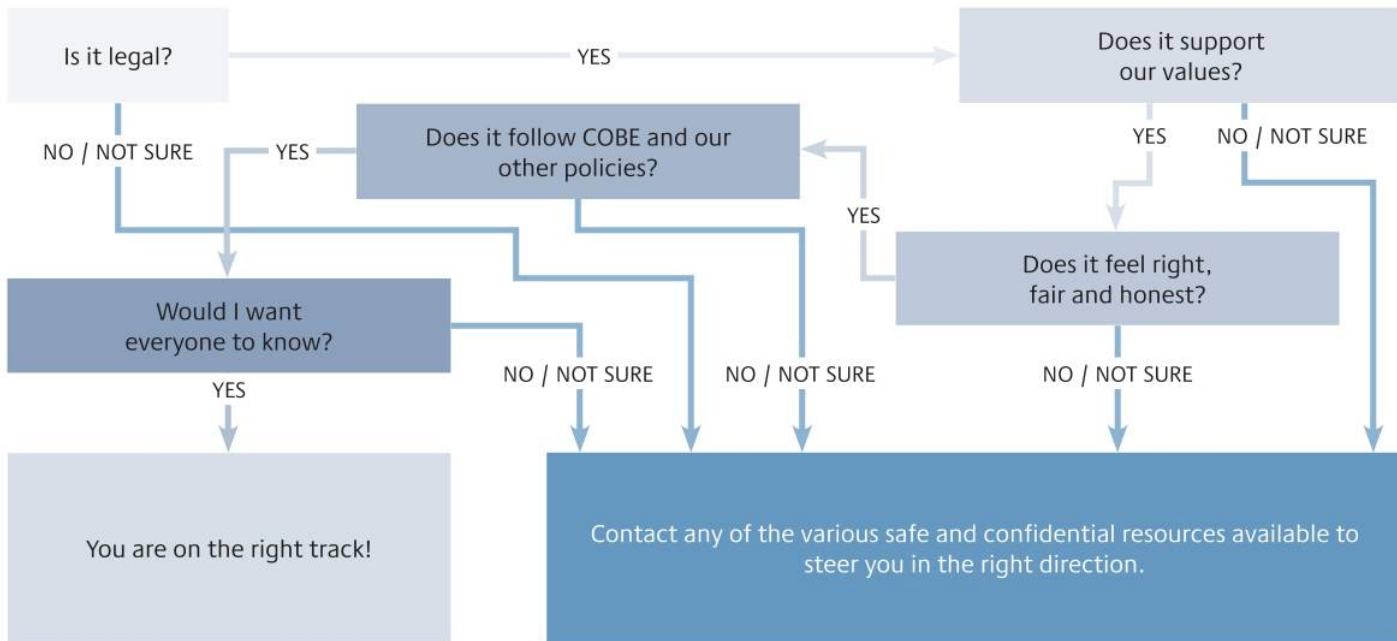 Is it legal?
YES
Does it support
our values?
NO / NOT SURE
YES
Does it follow COBE and our
other policies?
YES
NO / NOT SURE
YES
Does it feel right,
fair and honest?
Would I want
everyone to know?
NO / NOT SURE
NO / NOT SURE
NO / NOT SURE
YES
You are on the right track!
Contact any of the various safe and confidential resources available to
steer you in the right direction.